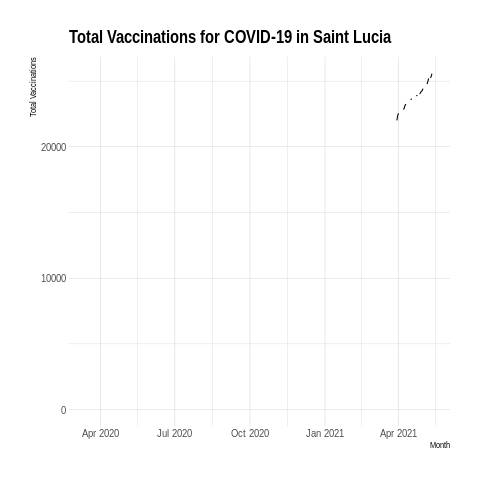 Total Vaccinations for COVID-19 in Saint Lucia
Total Vaccinations
20000
10000
0
Apr 2020 Jul 2020 Oct 2020 Jan 2021 Apr 2021
Month